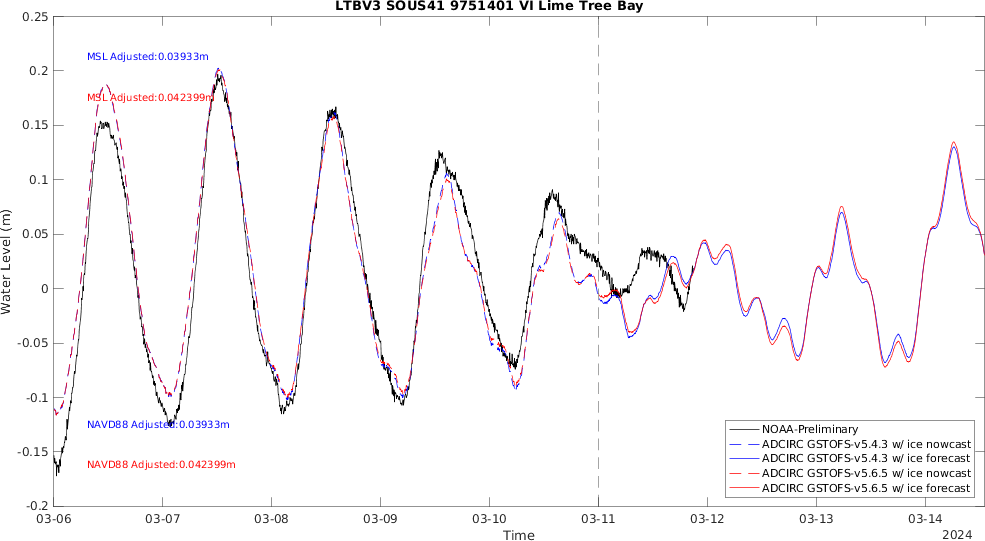 LTBV3 SOUS41 9751401 VI Lime Tree Bay
0.25
0.2
0.15
0.1
0.05
0
-0.05
-0.1
-0.15
-0.2
Water Level (m)
MSL Adjusted:0.03933m
MSL Adjusted:0.042399m
NAVD88 Adjusted:0.03933m
NAVD88 Adjusted:0.042399m
NOAA-Preliminary
ADCIRC GSTOFS-v5.4.3 w/ ice nowcast
ADCIRC GSTOFS-v5.4.3 w/ ice forecast
ADCIRC GSTOFS-v5.6.5 w/ ice nowcast
ADCIRC GSTOFS-v5.6.5 w/ ice forecast
03-06 03-07 03-08 03-09 03-10 03-11 03-12 03-13 03-14
Time
2024